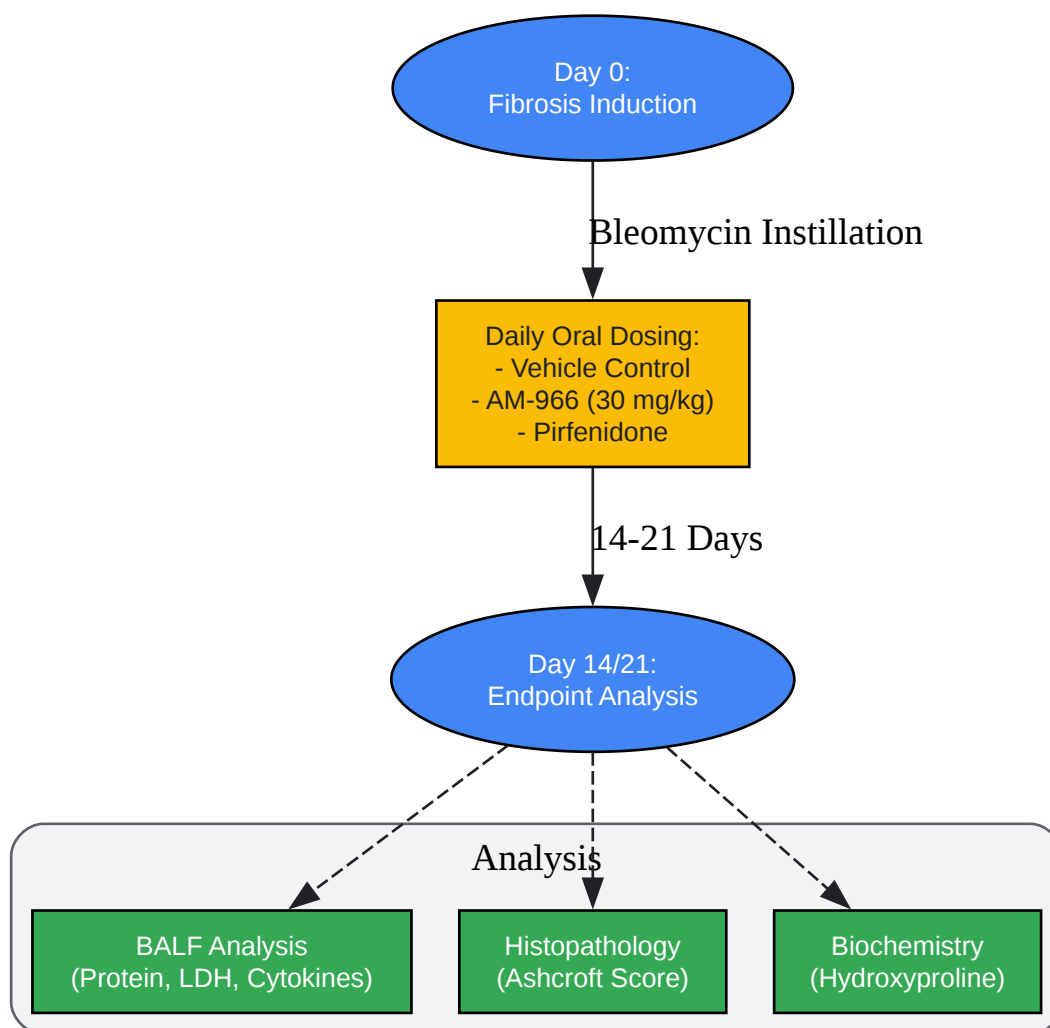 Day 0:
Fibrosis Induction
Bleomycin Instillation
Daily Oral Dosing:
- Vehicle Control
- AM-966 (30 mg/kg)
- Pirfenidone
14-21 Days
Day 14/21:
Endpoint Analysis
Analysis
BALF Analysis
(Protein, LDH, Cytokines)
Histopathology
(Ashcroft Score)
Biochemistry
(Hydroxyproline)